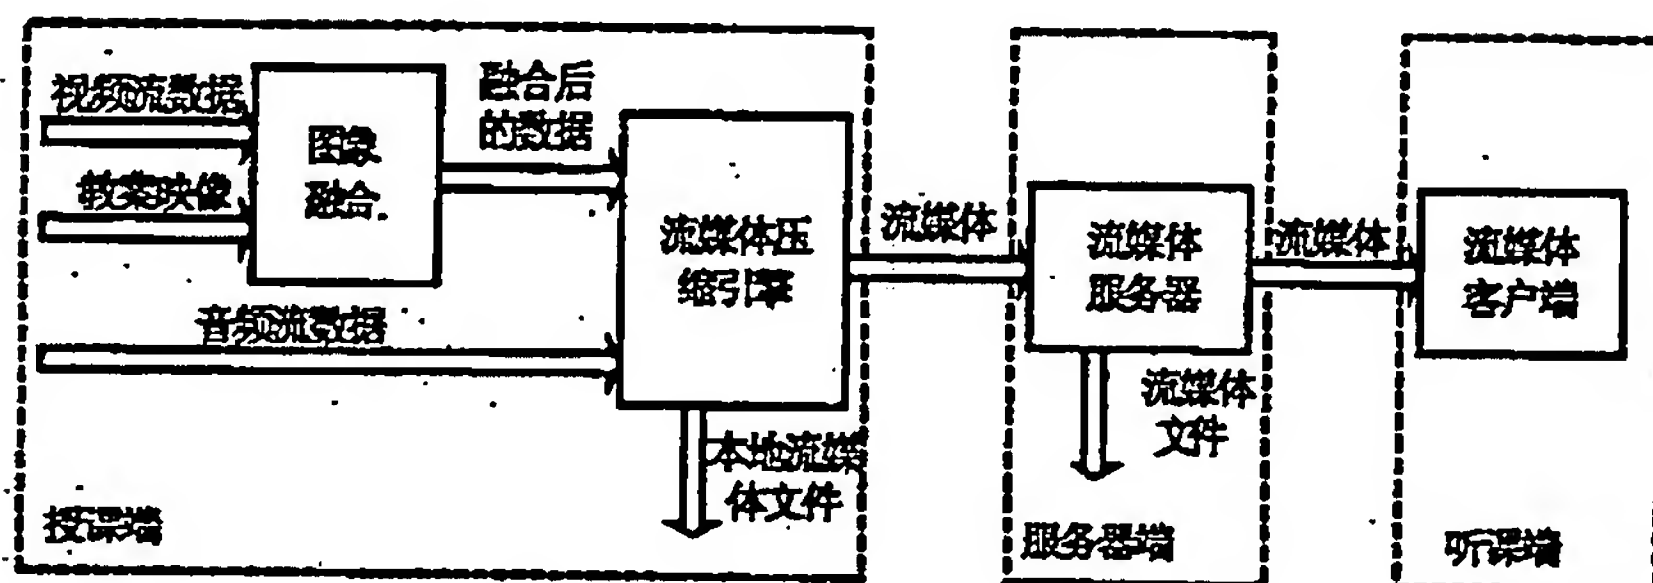 视频流数据
教案映像
音频流数据
图象
融合
融合后
的数据
流媒体压
缩引擎
本地流媒
体文件
授课端
流媒体
流媒体
服务器
流媒体
文件
服务器端
流媒体
流媒体
客户端
听课端